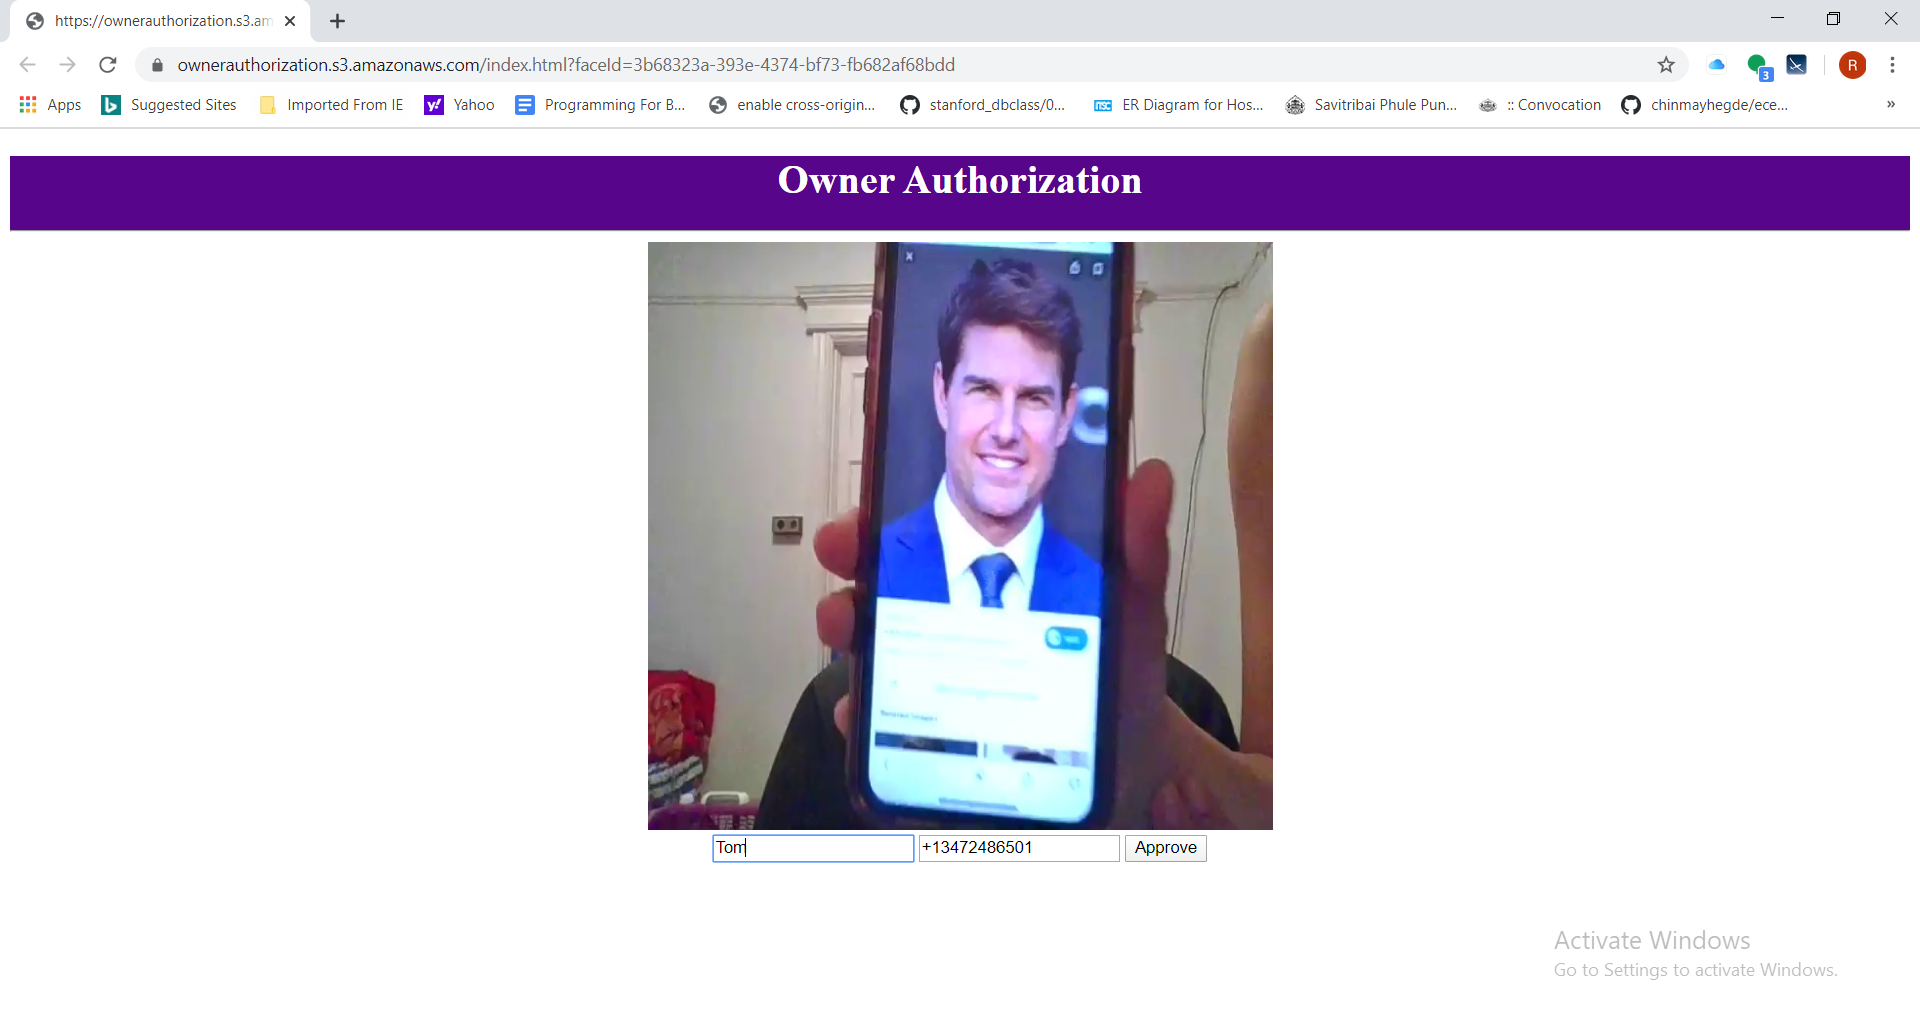 https://ownerauthorization.s3.am
ownerauthorization.s3.amazonaws.com/index.html?faceId=3b68323a-393e-4374-bf73-fb682af68bdd
3
R
Apps
b Suggested Sites
Imported From IE
y! Yahoo
Programming For B...
enable cross-origin...
stanford_dbclass/0...
nsc ER Diagram for Hos...
Savitribai Phule Pun...
:: Convocation
chinmayhegde/ece...
»
Owner Authorization
Tom
+13472486501
Approve
Activate Windows
Go to Settings to activate Windows.